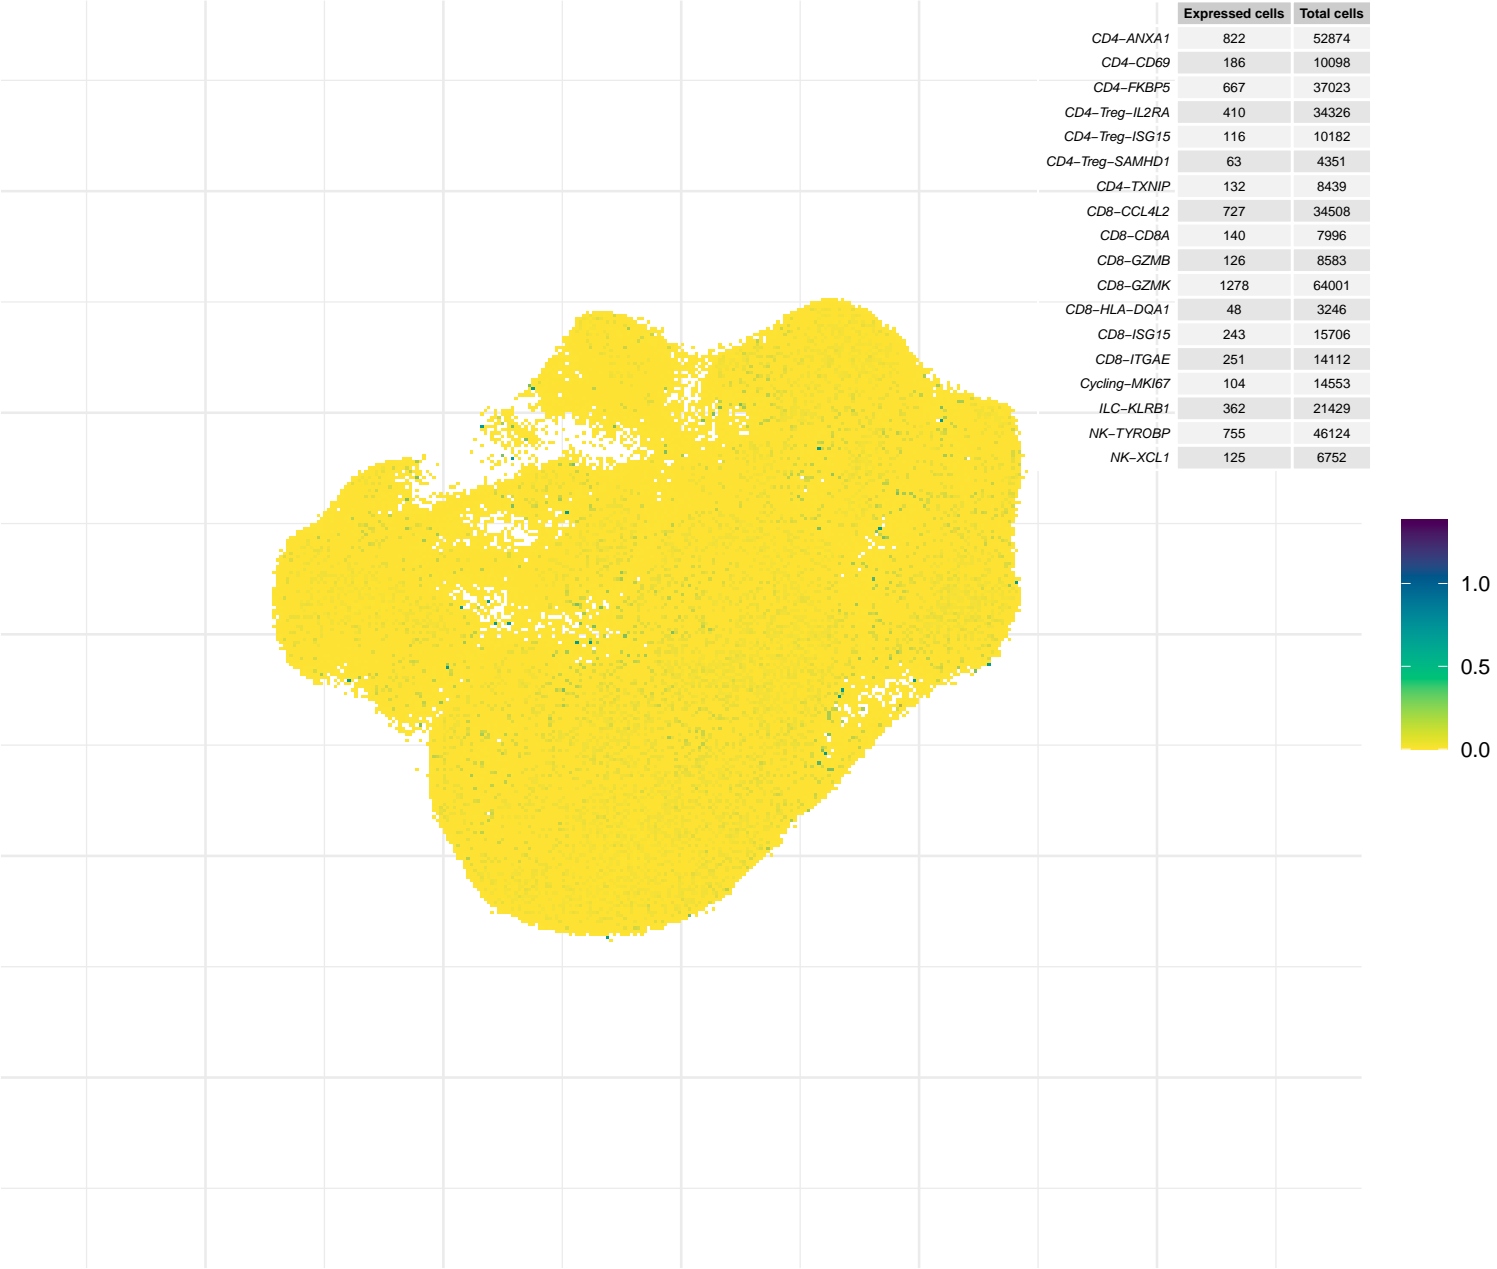 Expressed cells Total cells
CD4−ANXA1 822 52874
CD4−CD69 186 10098
CD4−FKBP5 667 37023
CD4−Treg−IL2RA 410 34326
CD4−Treg−ISG15 116 10182
CD4−Treg−SAMHD1 63 4351
CD4−TXNIP 132 8439
CD8−CCL4L2 727 34508
CD8−CD8A 140 7996
CD8−GZMB 126 8583
CD8−GZMK 1278 64001
CD8−HLA−DQA1 48 3246
CD8−ISG15 243 15706
CD8−ITGAE 251 14112
Cycling−MKI67 104 14553
ILC−KLRB1 362 21429
NK−TYROBP 755 46124
NK−XCL1 125 6752
1.0
0.5
0.0